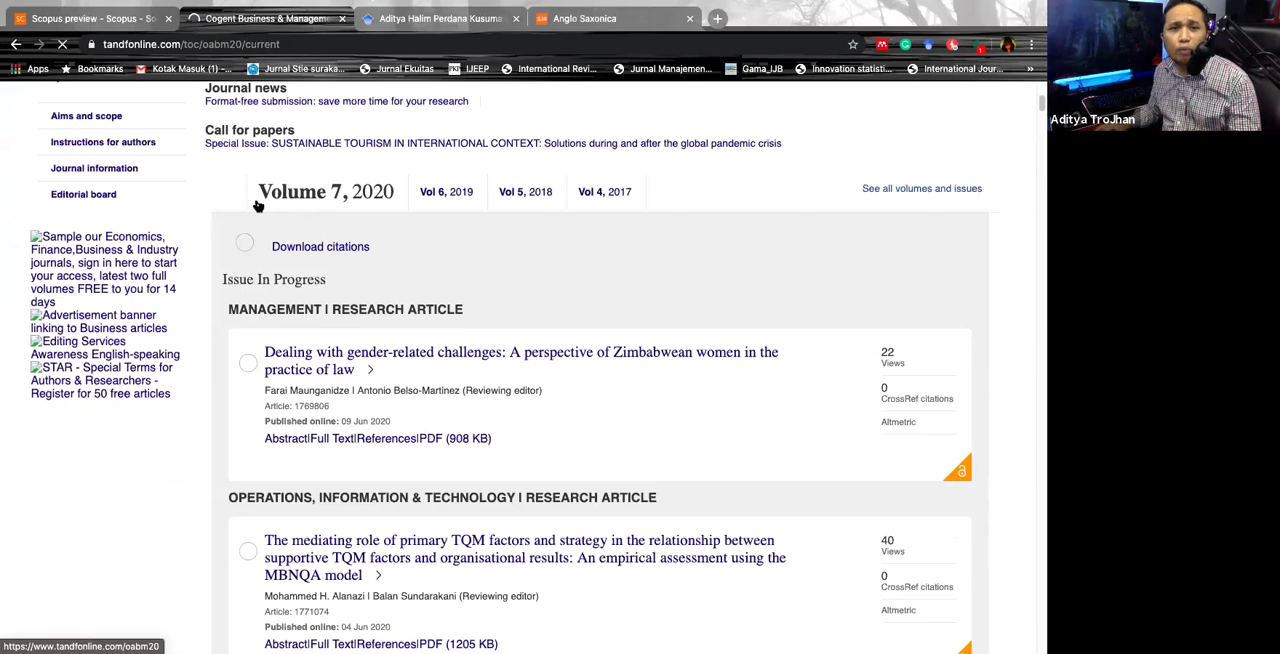 Scopus preview - Scopus - So
Cogent Business & Managem
Aditya Halim Perdana Kusuma
Anglo Saxonica
tandfonline.com/toc/oabm20/current
Apps
Bookmarks
Kotak Masuk (1) -...
Jurnal Stie suraka...
Jurnal Ekuitas
IJEEP
International Revi...
Jurnal Manajemen...
Gama_IJB
Innovation statisti...
International Jour...
»
Aditya TroJhan
Journal news
Format-free submission: save more time for your research
Aims and scope
Call for papers
Instructions for authors
Special Issue: SUSTAINABLE TOURISM IN INTERNATIONAL CONTEXT: Solutions during and after the global pandemic crisis
Journal information
Editorial board
Volume 7, 2020
Vol 6, 2019
Vol 5, 2018
Vol 4, 2017
See all volumes and issues
Sample our Economics,
Finance,Business & Industry
journals, sign in here to start
your access, latest two full
volumes FREE to you for 14
days
Advertisement banner
linking to Business articles
Editing Services
Awareness English-speaking
STAR - Special Terms for
Authors & Researchers -
Register for 50 free articles
Download citations
Issue In Progress
MANAGEMENT | RESEARCH ARTICLE
Dealing with gender-related challenges: A perspective of Zimbabwean women in the
practice of law >
Farai Maunganidze | Antonio Belso-Martinez (Reviewing editor)
Article: 1769806
Published online: 09 Jun 2020
Abstract|Full Text|References|PDF (908 KB)
22
Views
0
CrossRef citations
Altmetric
OPERATIONS, INFORMATION & TECHNOLOGY | RESEARCH ARTICLE
The mediating role of primary TQM factors and strategy in the relationship between
supportive TQM factors and organisational results: An empirical assessment using the
MBNQA model >
Mohammed H. Alanazi | Balan Sundarakani (Reviewing editor)
Article: 1771074
Published online: 04 Jun 2020
Abstract|Full Text|References|PDF (1205 KB)
40
Views
0
CrossRef citations
Altmetric
https://www.tandfonline.com/oabm20